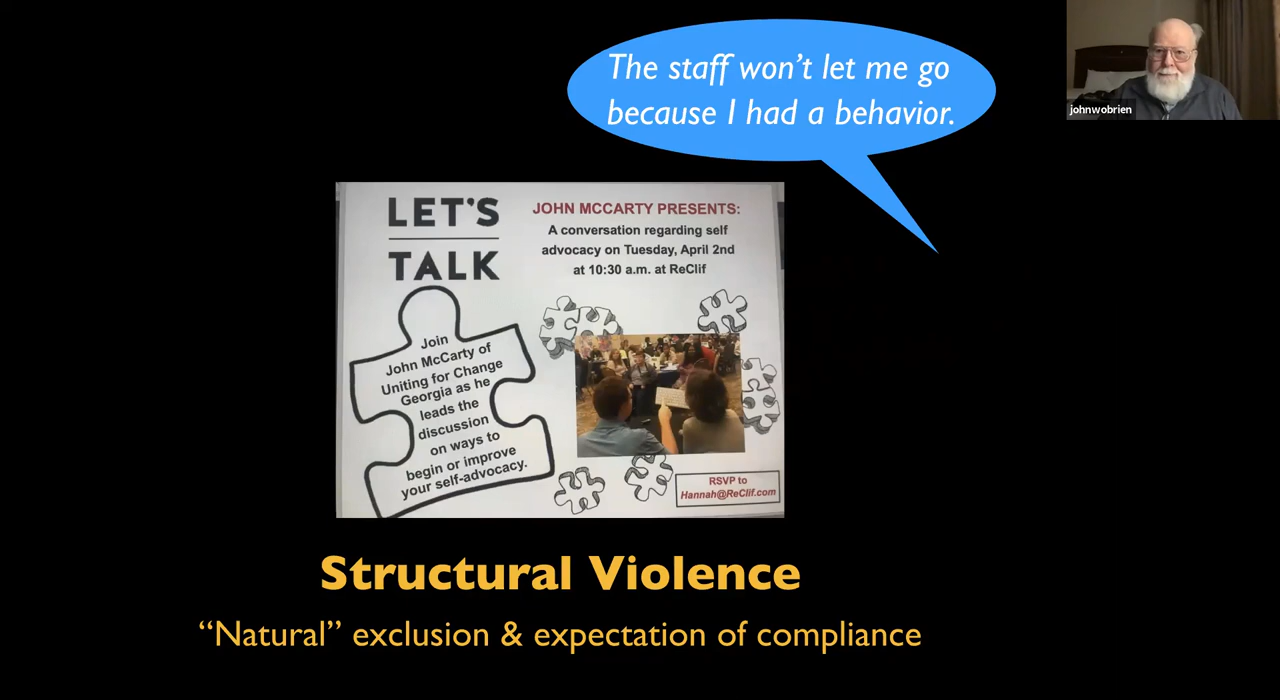 The staff won’t let me go
because I had a behavior.
johnwobrien
LET'S
TALK
JOHN MCCARTY PRESENTS:
A conversation regarding self
advocacy on Tuesday, April 2nd
at 10:30 a.m. at ReClif
Join
John McCarty of
Uniting for Change
Georgia as he
leads the
discussion
on ways to
begin or improve
your self-advocacy.
RSVP to
Hannah@ReClif.com
Structural Violence
“Natural” exclusion & expectation of compliance